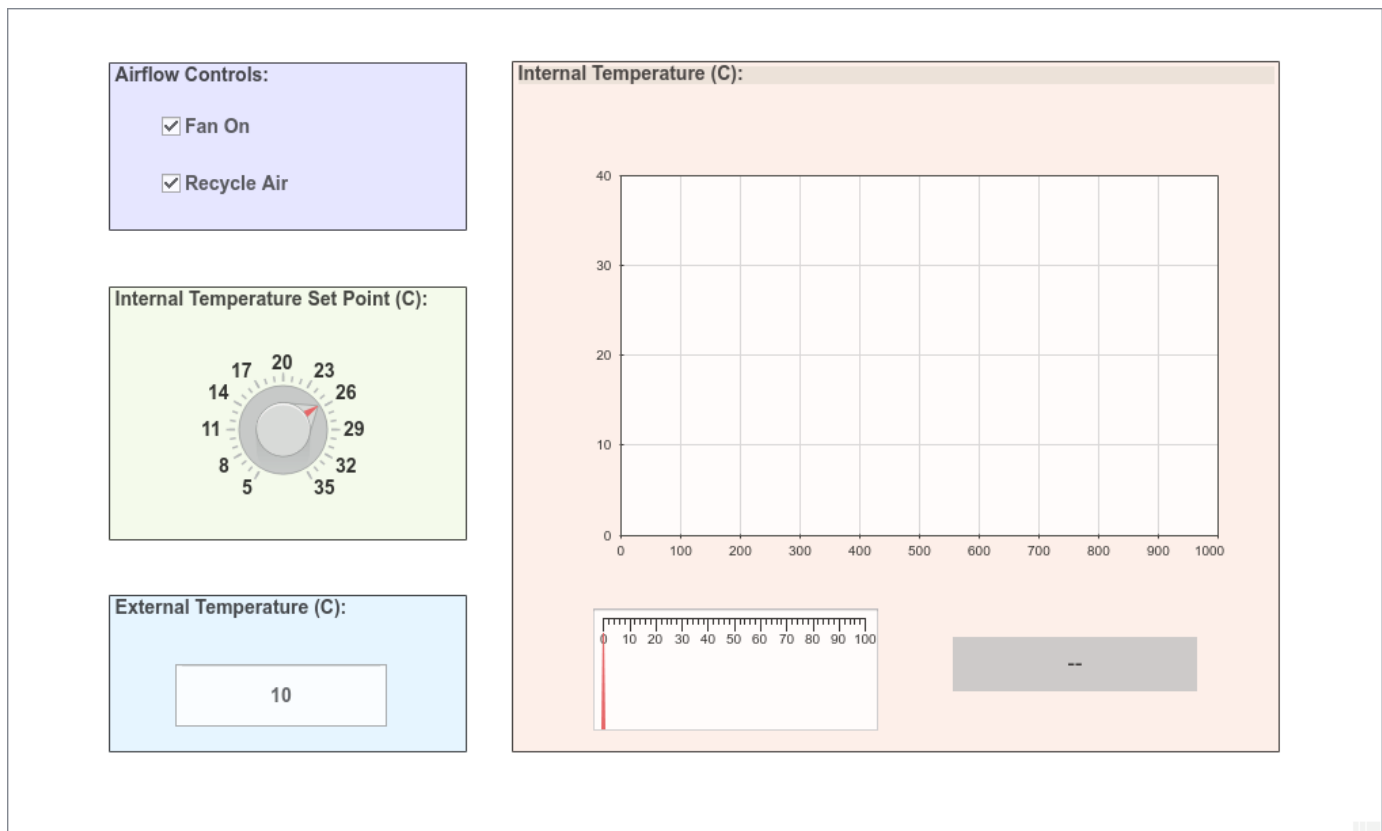 Airflow Controls:
Fan On
Recycle Air
Internal Temperature Set Point (C):
5
8
11
14
17
20
23
26
29
32
35
External Temperature (C):
10
Internal Temperature (C):
40
30
20
10
0
0 100 200 300 400 500 600 700 800 900 1000
0 10 20 30 40 50 60 70 80 90 100
--